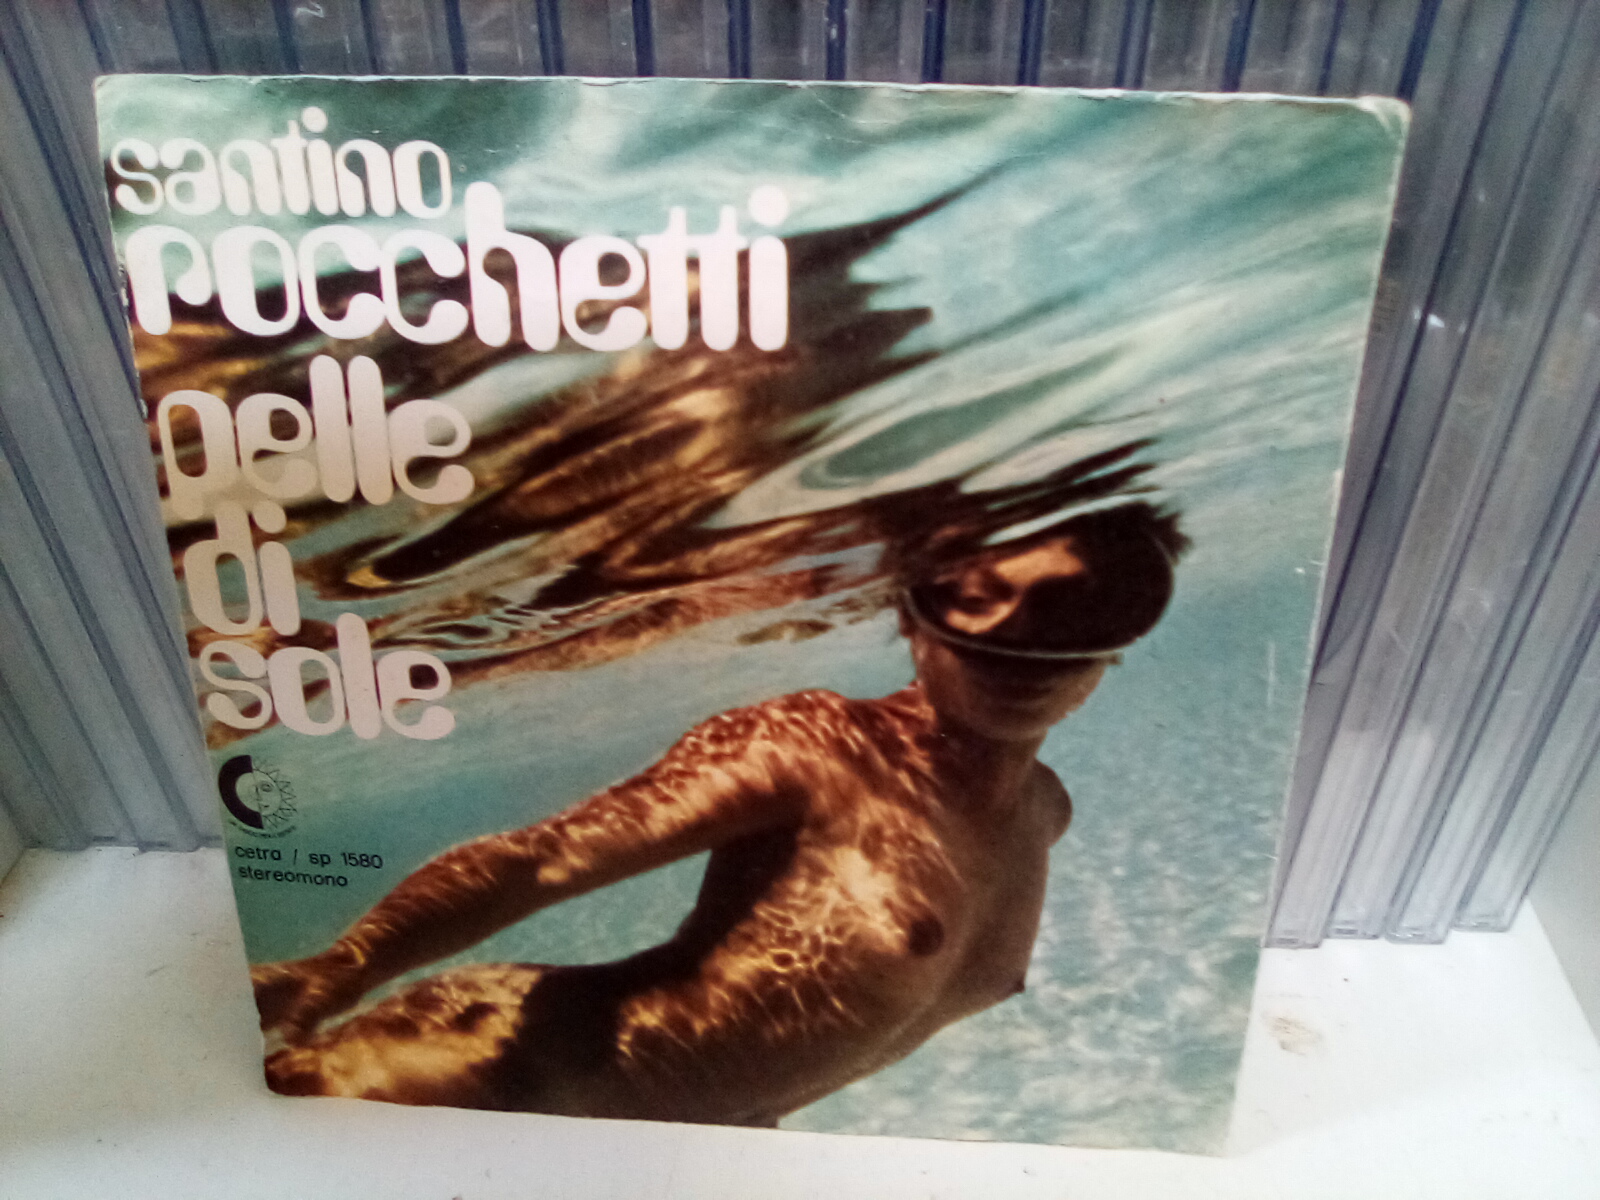 santino
rocchetti
pelle
di
sole
cetra / sp 1580
stereomono